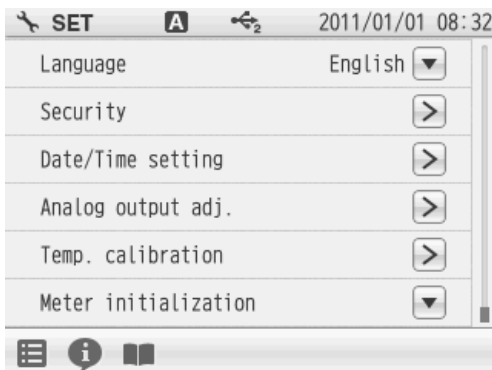 SET A 2 2011/01/01 08:32
Language English
Security
Date/Time setting
Analog output adj.
Temp. calibration
Meter initialization